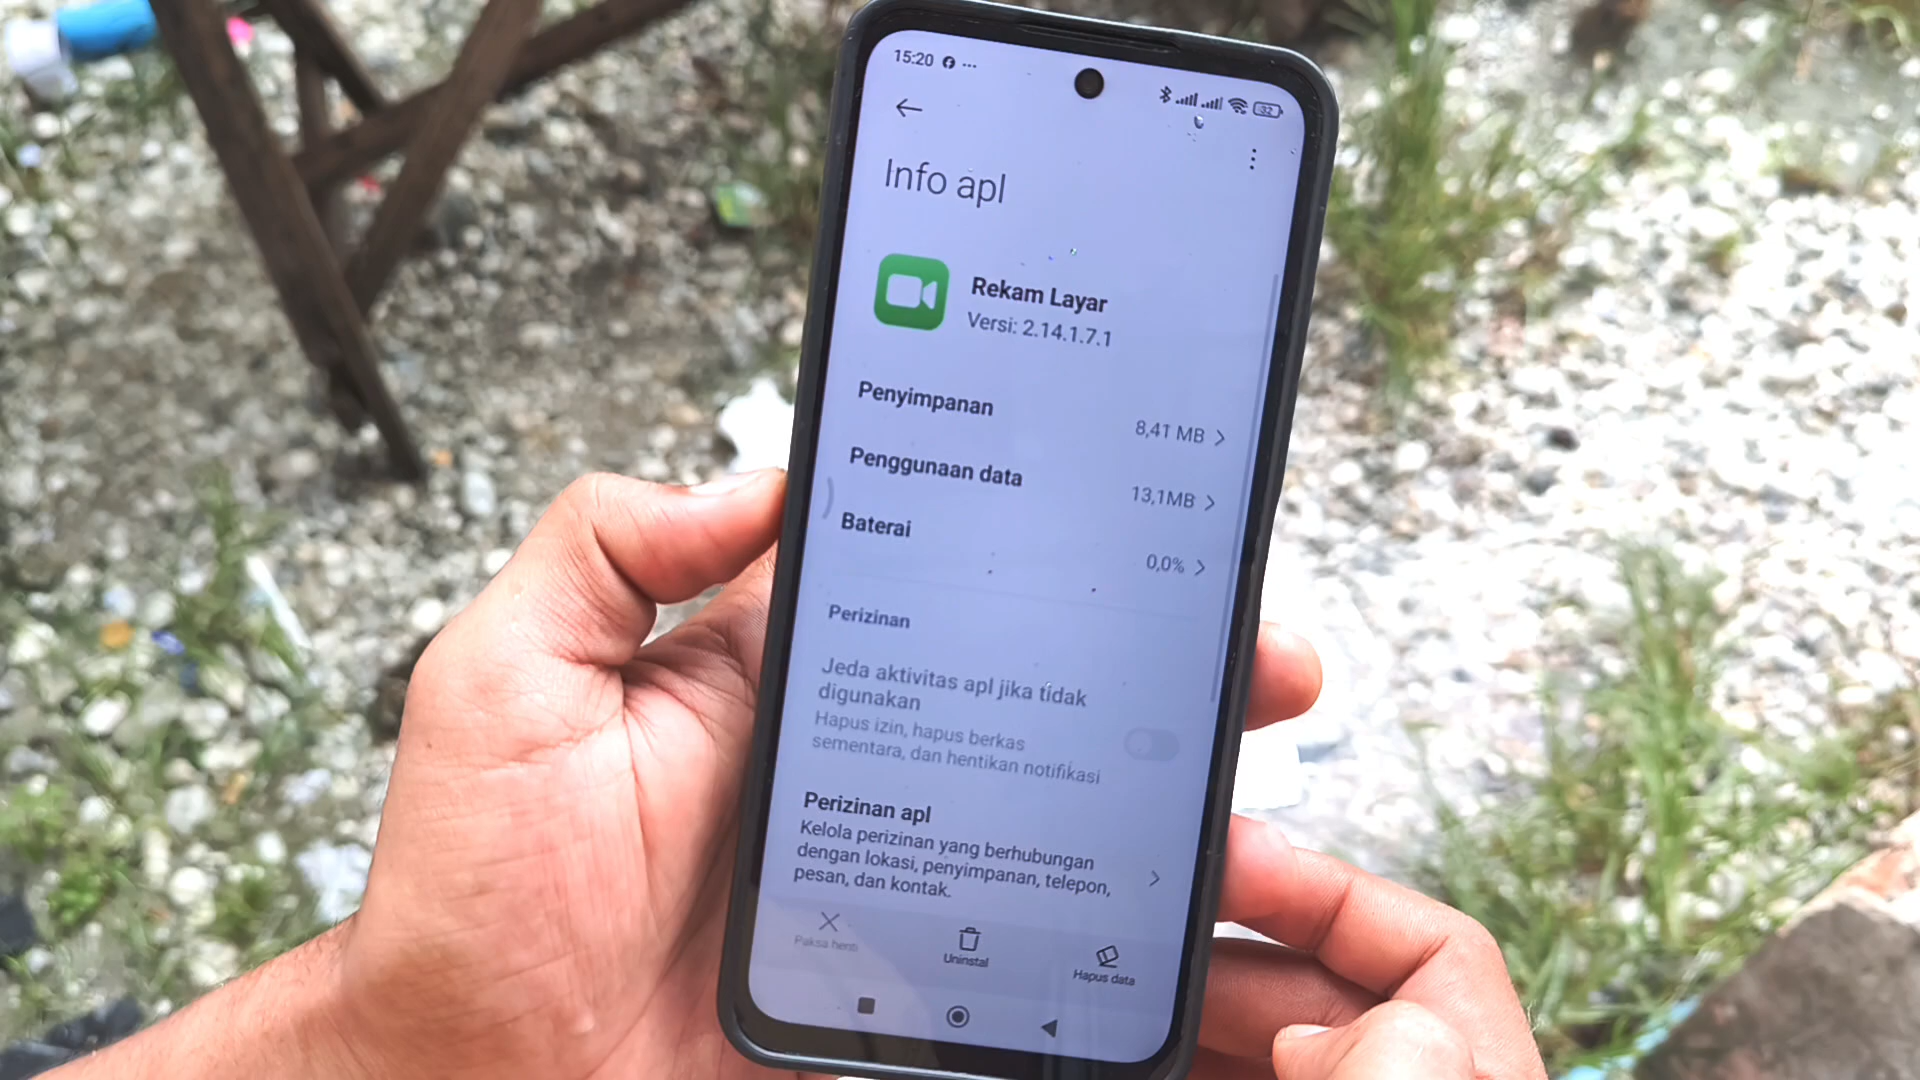 15:20
32
Info apl
Rekam Layar
Versi: 2.14.1.7.1
Penyimpanan
8,41 MB
Penggunaan data
13,1MB
Baterai
0,0%
Perizinan
Jeda aktivitas apl jika tidak
digunakan
Hapus izin, hapus berkas
sementara, dan hentikan notifikasi
Perizinan apl
Kelola perizinan yang berhubungan
dengan lokasi, penyimpanan, telepon,
pesan, dan kontak.
Paksa henti
Uninstal
Hapus data